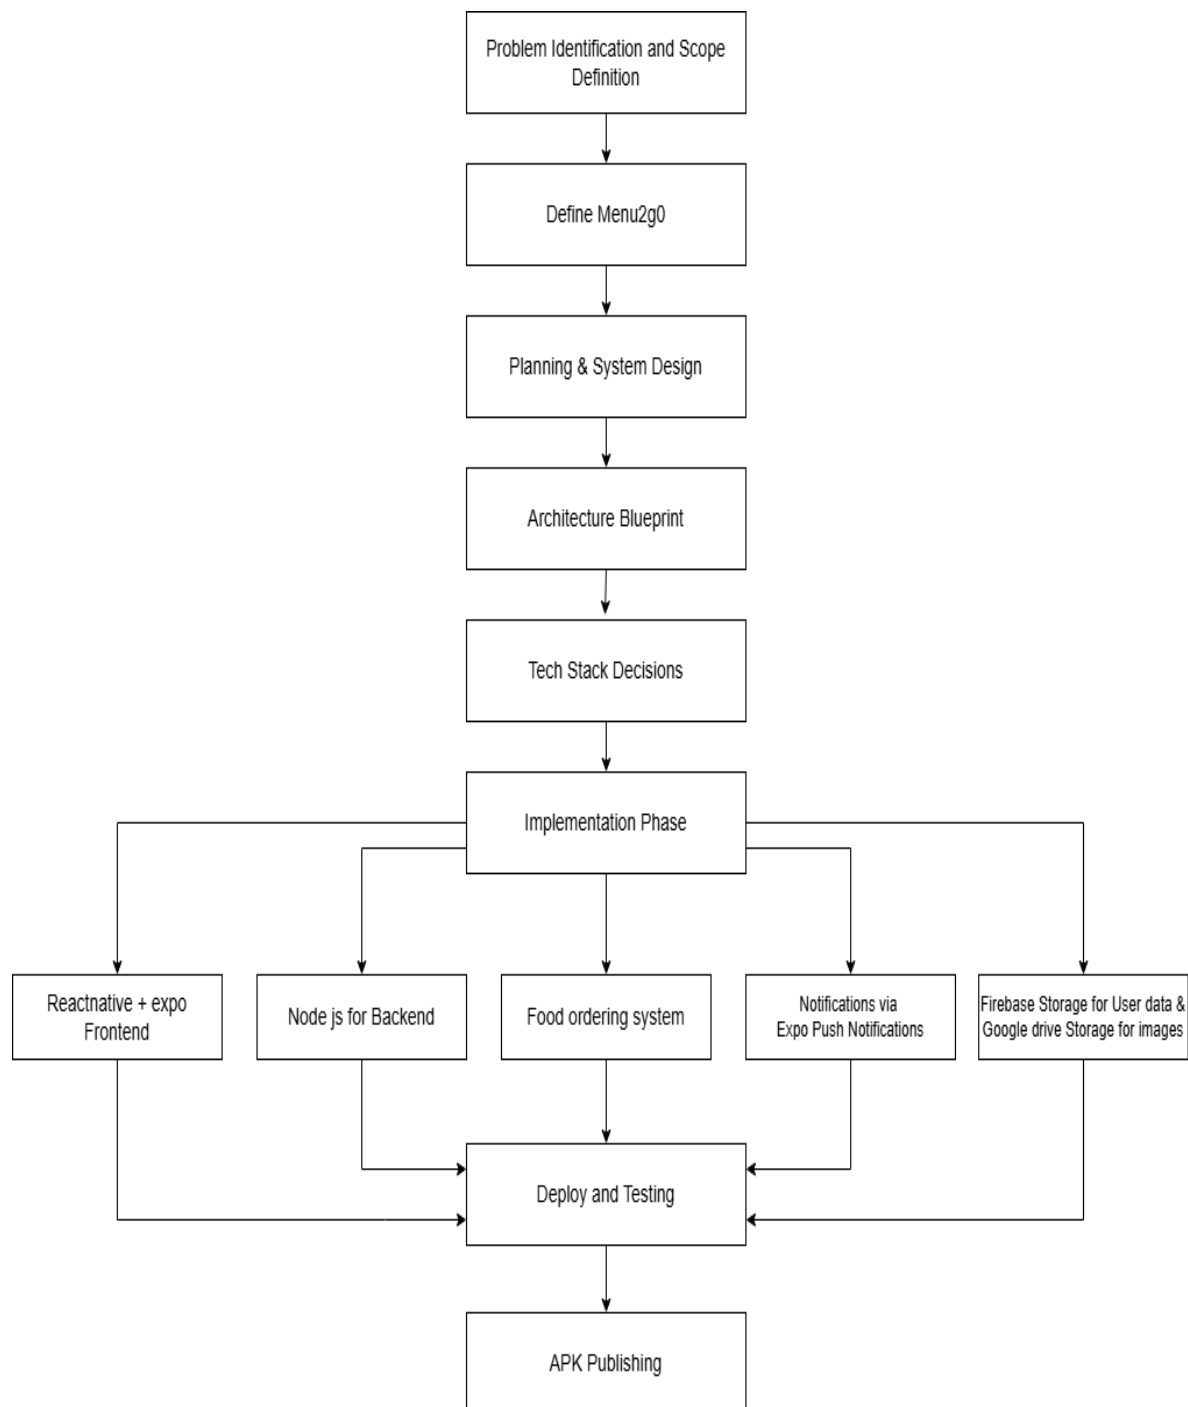 Problem Identification and Scope
Definition
Define Menu2g0
Planning & System Design
Architecture Blueprint
Tech Stack Decisions
Implementation Phase
Reactnative + expo
Frontend
Node js for Backend
Food ordering system
Notifications via
Expo Push Notifications
Firebase Storage for User data &
Google drive Storage for images
Deploy and Testing
APK Publishing